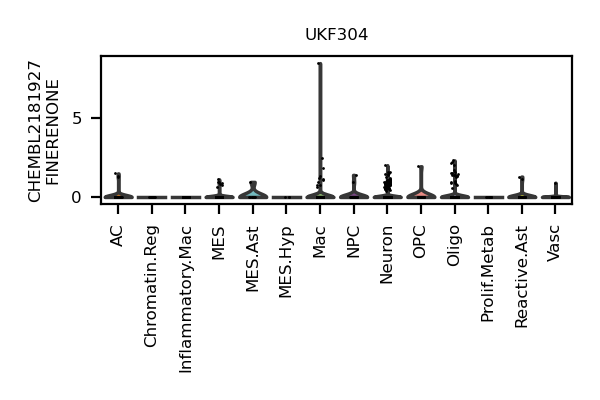 UKF304
CHEMBL2181927
FINERENONE
5
0
AC
Chromatin.Reg
Inflammatory.Mac
MES
MES.Ast
MES.Hyp
Mac
NPC
Neuron
OPC
Oligo
Prolif.Metab
Reactive.Ast
Vasc